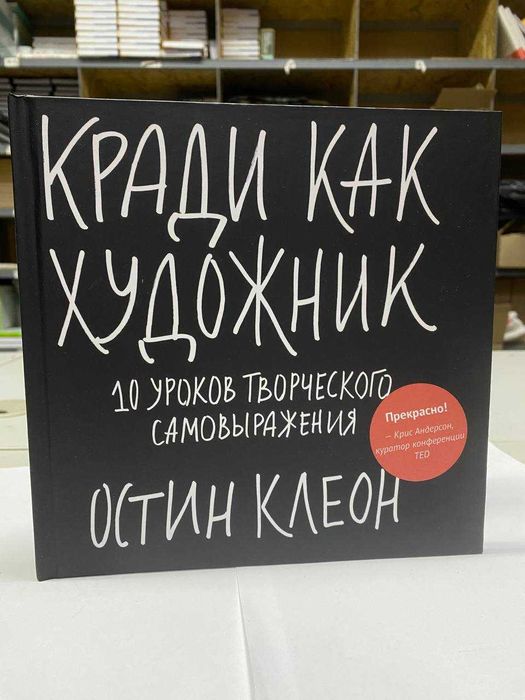 КРАДИ КАК
ХУДОЖНИК
10 УРОКОВ ТВОРЧЕСКОГО
САМОВЫРАЖЕНИЯ
Прекрасно!
– Крис Андерсон,
куратор конференции
TED
ОСТИН КЛЕОН